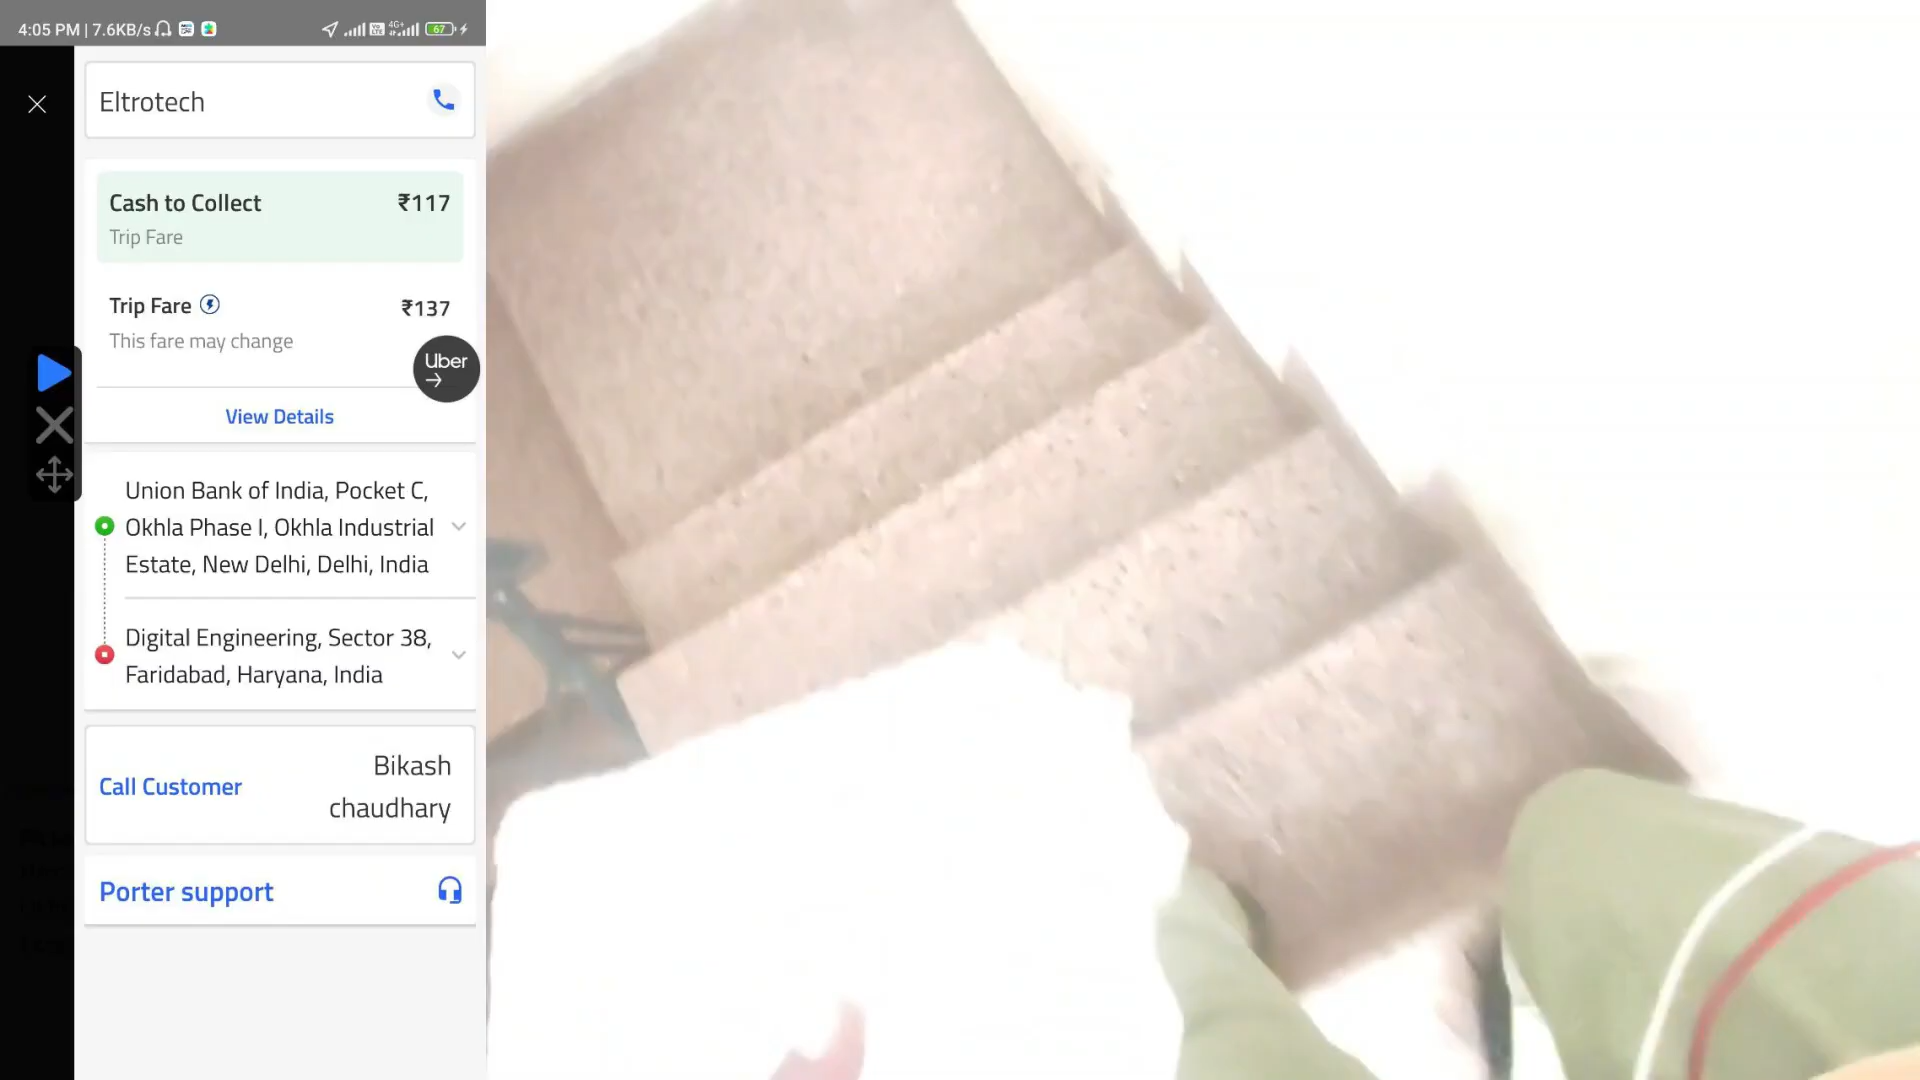 4:05 PM | 7.6KB/s
4G+
67
Eltrotech
Cash to Collect ₹117
Trip Fare
Trip Fare ₹137
This fare may change
Uber
View Details
Union Bank of India, Pocket C,
Okhla Phase I, Okhla Industrial
Estate, New Delhi, Delhi, India
Digital Engineering, Sector 38,
Faridabad, Haryana, India
Call Customer
Bikash
chaudhary
Porter support